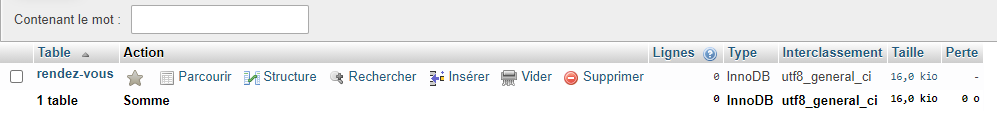 Contenant le mot :
Table Action Lignes Type Interclassement Taille Perte
rendez-vous Parcourir Structure Rechercher Insérer Vider Supprimer 0 InnoDB utf8_general_ci 16,0 kio -
1 table Somme 0 InnoDB utf8_general_ci 16,0 kio 0 o